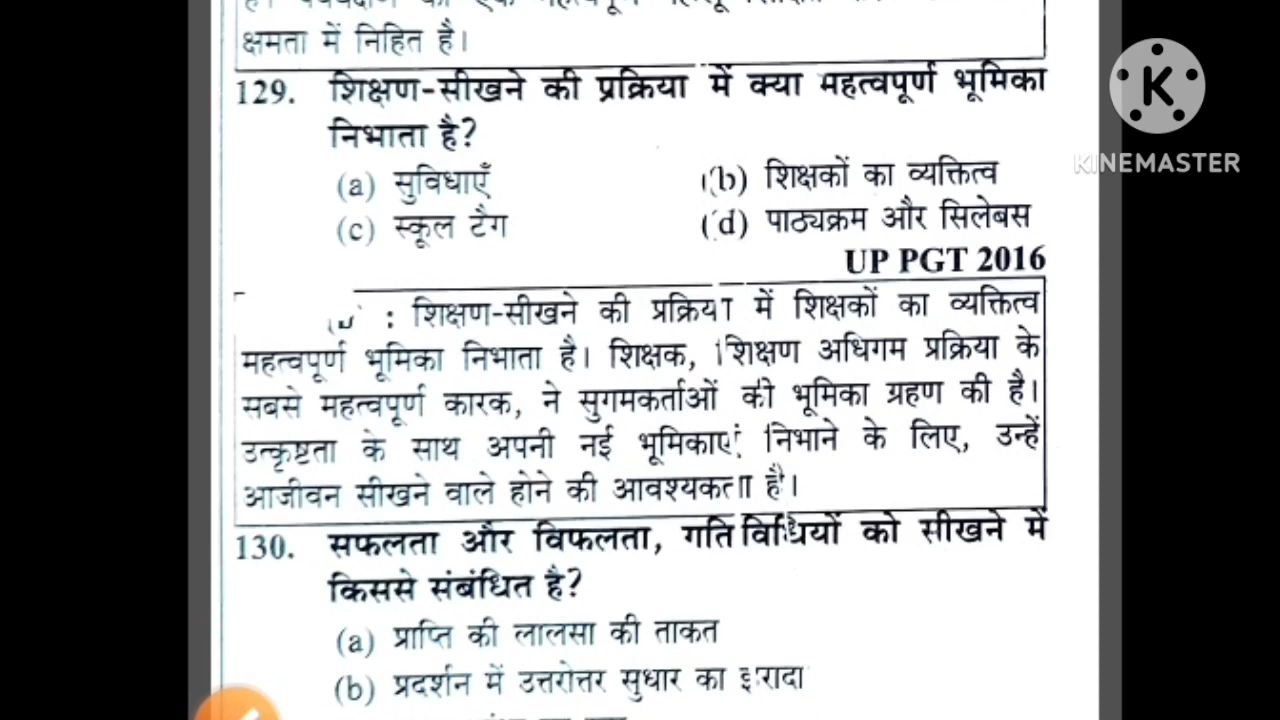 क्षमता में निहित है।
129. शिक्षण-सीखने की प्रक्रिया में क्या महत्वपूर्ण भूमिका
निभाता है?
(a) सुविधाएँ (b) शिक्षकों का व्यक्तित्व
(c) स्कूल टैग (d) पाठ्यक्रम और सिलेबस
UP PGT 2016
: शिक्षण-सीखने की प्रक्रिया में शिक्षकों का व्यक्तित्व
महत्वपूर्ण भूमिका निभाता है। शिक्षक, शिक्षण अधिगम प्रक्रिया के
सबसे महत्वपूर्ण कारक, ने सुगमकर्ताओं की भूमिका ग्रहण की है।
उत्कृष्टता के साथ अपनी नई भूमिकाएं निभाने के लिए, उन्हें
आजीवन सीखने वाले होने की आवश्यकता है।
130. सफलता और विफलता, गतिविधियों को सीखने में
किससे संबंधित है?
(a) प्राप्ति की लालसा की ताकत
(b) प्रदर्शन में उत्तरोत्तर सुधार का इरादा
K
KINEMASTER